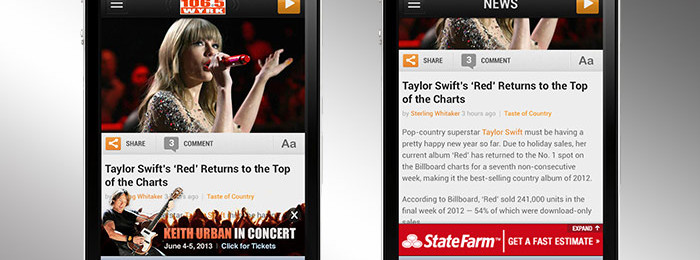 106.5
WYRK
SHARE
3 COMMENT
Aa
Taylor Swift's 'Red' Returns to the Top
of the Charts
by Sterling Whitaker 3 hours ago | Taste of Country
KEITH URBAN IN CONCERT
June 4-5, 2013 | Click for Tickets
NEWS
SHARE
3 COMMENT
Aa
Taylor Swift's 'Red' Returns to the Top
of the Charts
by Sterling Whitaker 3 hours ago | Taste of Country
Pop-country superstar Taylor Swift must be having a
pretty happy new year so far. Due to holiday sales, her
current album 'Red' has returned to the No. 1 spot on
the Billboard charts for a seventh non-consecutive
week, making it the best-selling country album of 2012.
According to Billboard, 'Red' sold 241,000 units in the
final week of 2012 — 54% of which were download-only
sales
EXPAND
StateFarm™ | GET A FAST ESTIMATE